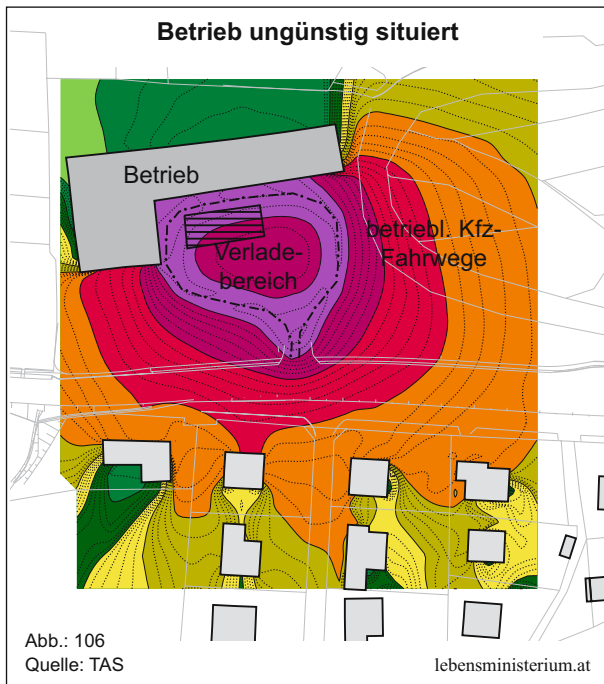 Betrieb ungünstig situiert
Betrieb
betriebl. Kfz-
Fahrwege
Verlade-
bereich
Abb.: 106
Quelle: TAS
lebensministerium.at